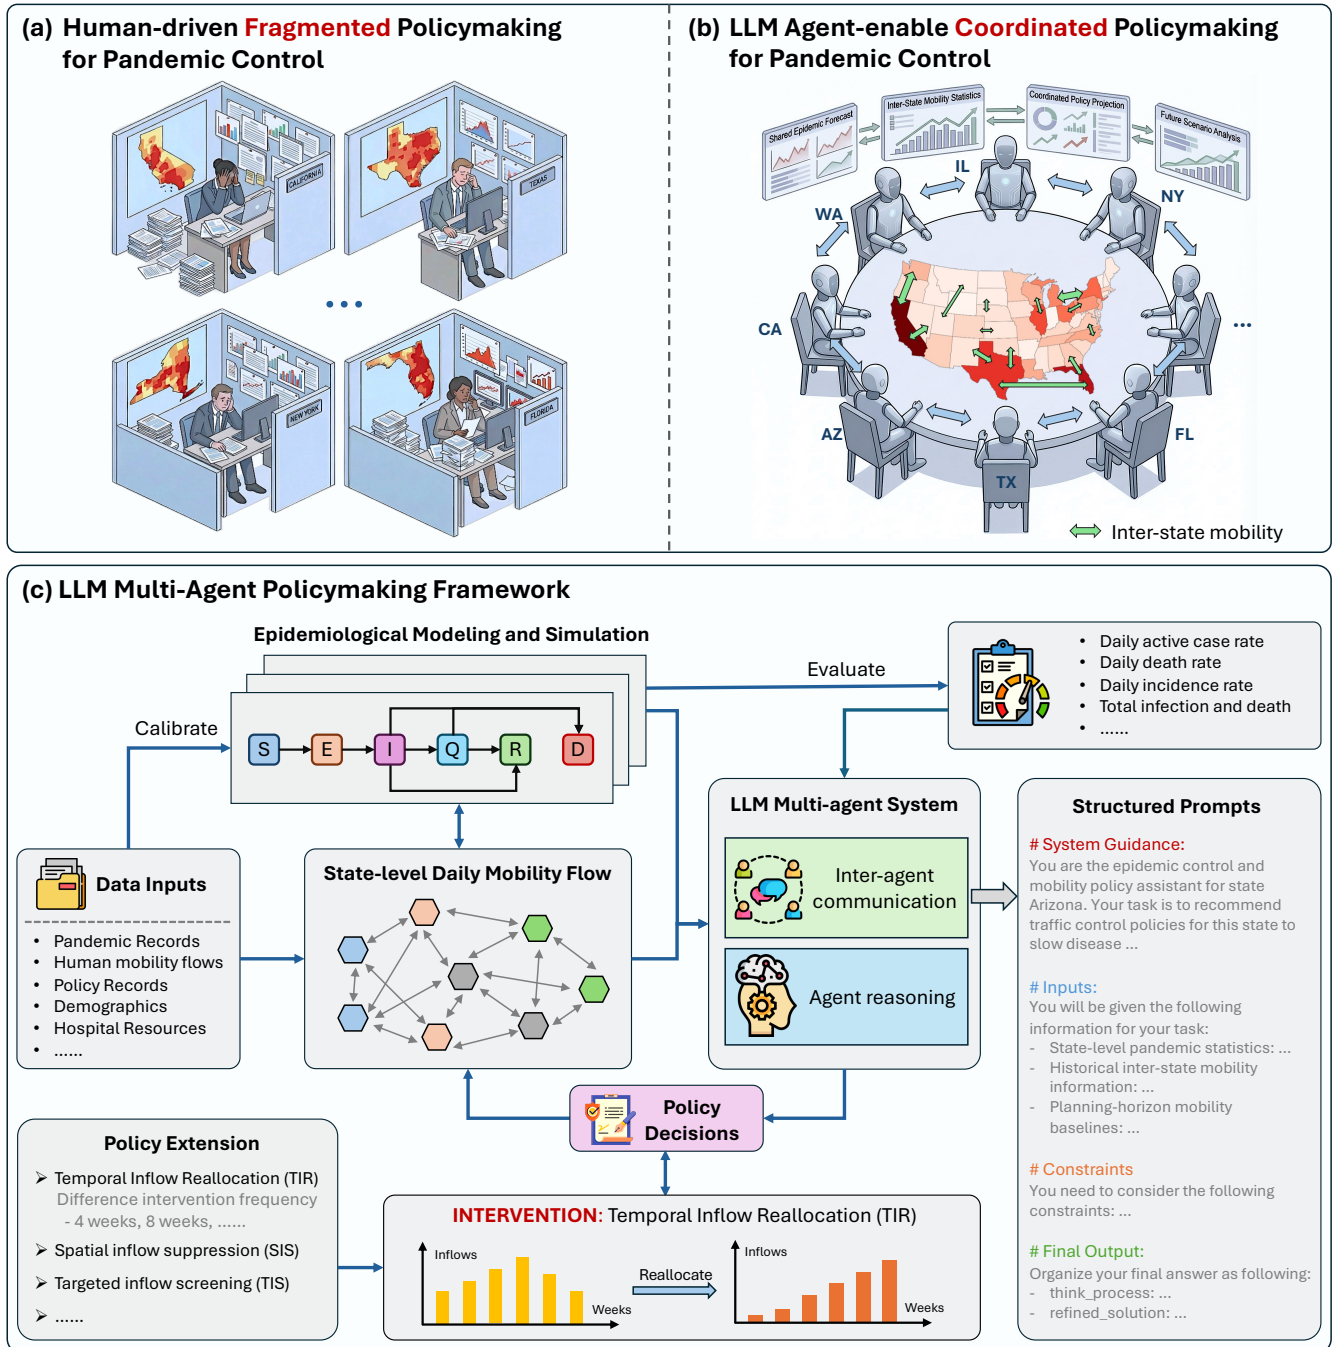 (a) Human-driven Fragmented Policymaking
for Pandemic Control
CALIFORNIA
TEXAS
...
NEW YORK
FLORIDA
(b) LLM Agent-enable Coordinated Policymaking
for Pandemic Control
Shared Epidemic Forecast
Inter-State Mobility Statistics
Coordinated Policy Projection
Future Scenario Analysis
IL
NY
WA
CA
...
AZ
FL
TX
Inter-state mobility
(c) LLM Multi-Agent Policymaking Framework
Epidemiological Modeling and Simulation
Calibrate
S
E
I
Q
R
D
Evaluate
• Daily active case rate
• Daily death rate
• Daily incidence rate
• Total infection and death
• ......
Data Inputs
• Pandemic Records
• Human mobility flows
• Policy Records
• Demographics
• Hospital Resources
• ......
State-level Daily Mobility Flow
LLM Multi-agent System
Inter-agent
communication
Agent reasoning
Policy
Decisions
Structured Prompts
# System Guidance:
You are the epidemic control and
mobility policy assistant for state
Arizona. Your task is to recommend
traffic control policies for this state to
slow disease ...
# Inputs:
You will be given the following
information for your task:
- State-level pandemic statistics: ...
- Historical inter-state mobility
information: ...
- Planning-horizon mobility
baselines: ...
# Constraints
You need to consider the following
constraints: ...
# Final Output:
Organize your final answer as following:
- think_process: ...
- refined_solution: ...
Policy Extension
➢ Temporal Inflow Reallocation (TIR)
Difference intervention frequency
- 4 weeks, 8 weeks, ......
➢ Spatial inflow suppression (SIS)
➢ Targeted inflow screening (TIS)
➢ ......
INTERVENTION: Temporal Inflow Reallocation (TIR)
Inflows
Weeks
Reallocate
Inflows
Weeks